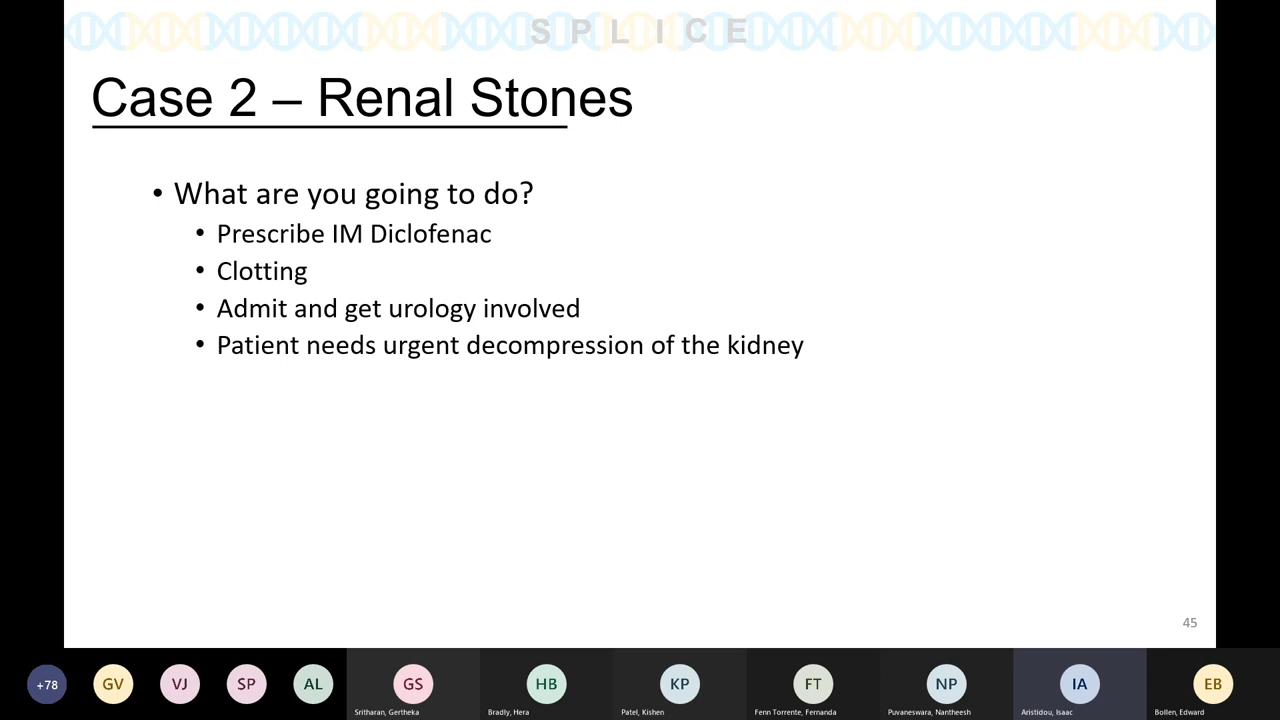 S P L I C E
Case 2 – Renal Stones
• What are you going to do?
• Prescribe IM Diclofenac
• Clotting
• Admit and get urology involved
• Patient needs urgent decompression of the kidney
45
+78
GV
VJ
SP
AL
GS
HB
KP
FT
NP
IA
EB
Sritharan, Gertheka
Bradly, Hera
Patel, Kishen
Fenn Torrente, Fernanda
Puvaneswara, Nantheesh
Aristidou, Isaac
Bollen, Edward